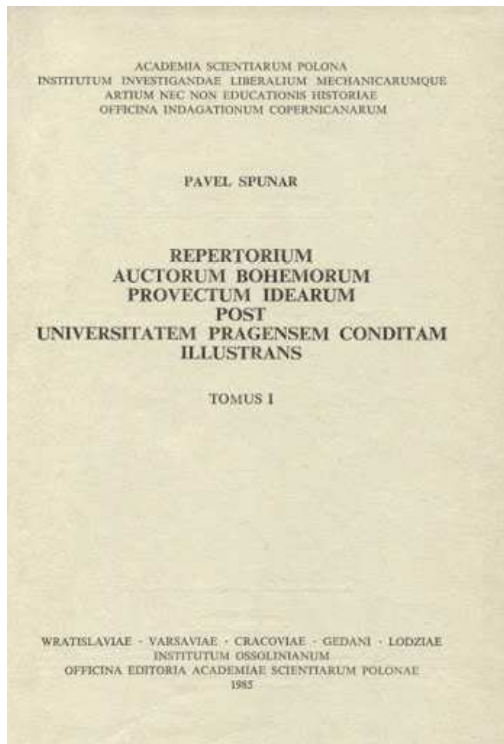 ACADEMIA SCIENTIARUM POLONA
INSTITUTUM INVESTIGANDAE LIBERALIUM MECHANICARUMQUE
ARTIUM NEC NON EDUCATIONIS HISTORIAE
OFFICINA INDAGATIONUM COPERNICANARUM
PAVEL SPUNAR
REPERTORIUM
AUCTORUM BOHEMORUM
PROVECTUM IDEARUM
POST
UNIVERSITATEM PRAGENSEM CONDITAM
ILLUSTRANS
TOMUS I
WRATISLAVIAE · VARSAVIAE · CRACOVIAE · GEDANI · LODZIAE
INSTITUTUM OSSOLINIANUM
OFFICINA EDITORIA ACADEMIAE SCIENTIARUM POLONAE
1985